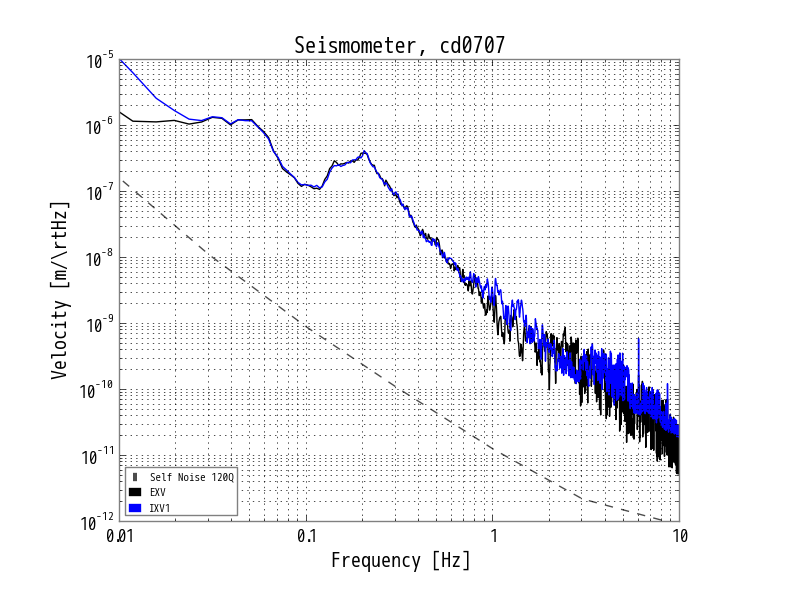 Seismometer, cd0707
10^-5
10^-6
10^-7
10^-8
10^-9
10^-10
10^-11
10^-12
Velocity [m/\rtHz]
Self Noise 120Q
EXV
IXV1
0.01 0.1 1 10
Frequency [Hz]